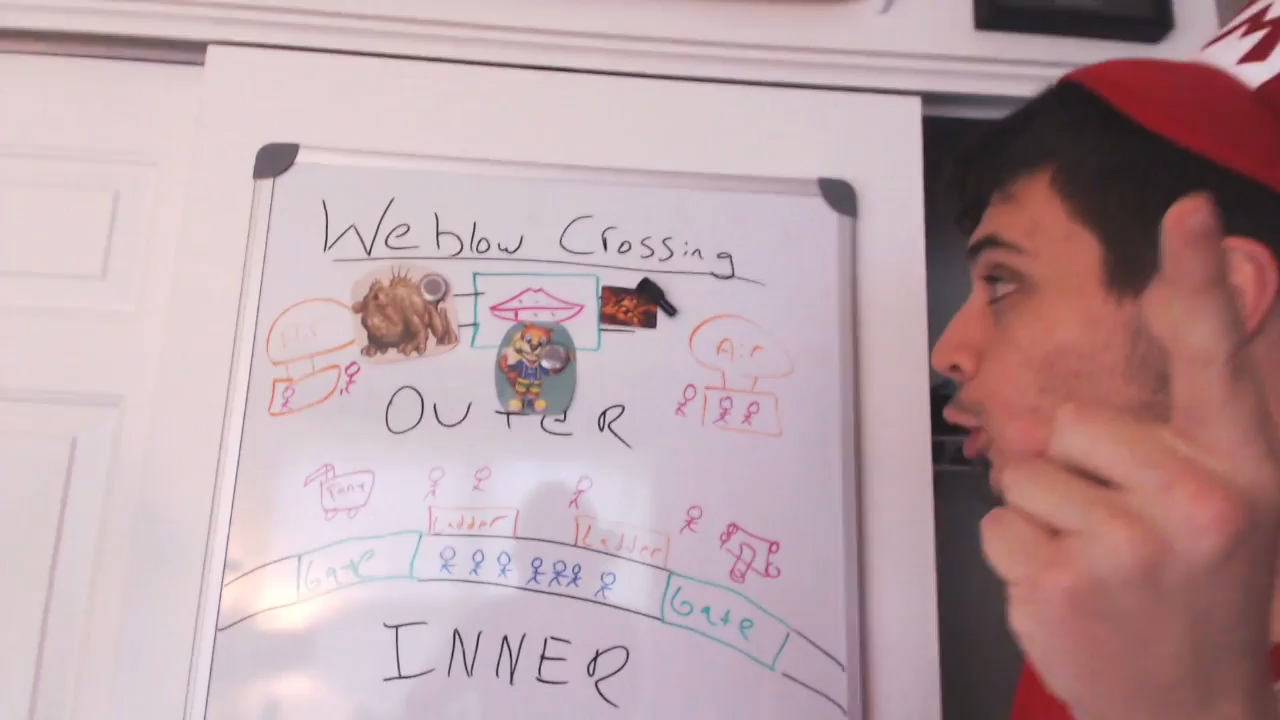 Weblow Crossing
Air
OUTER
Tank
Ladder
Ladder
Gate
Gate
INNER